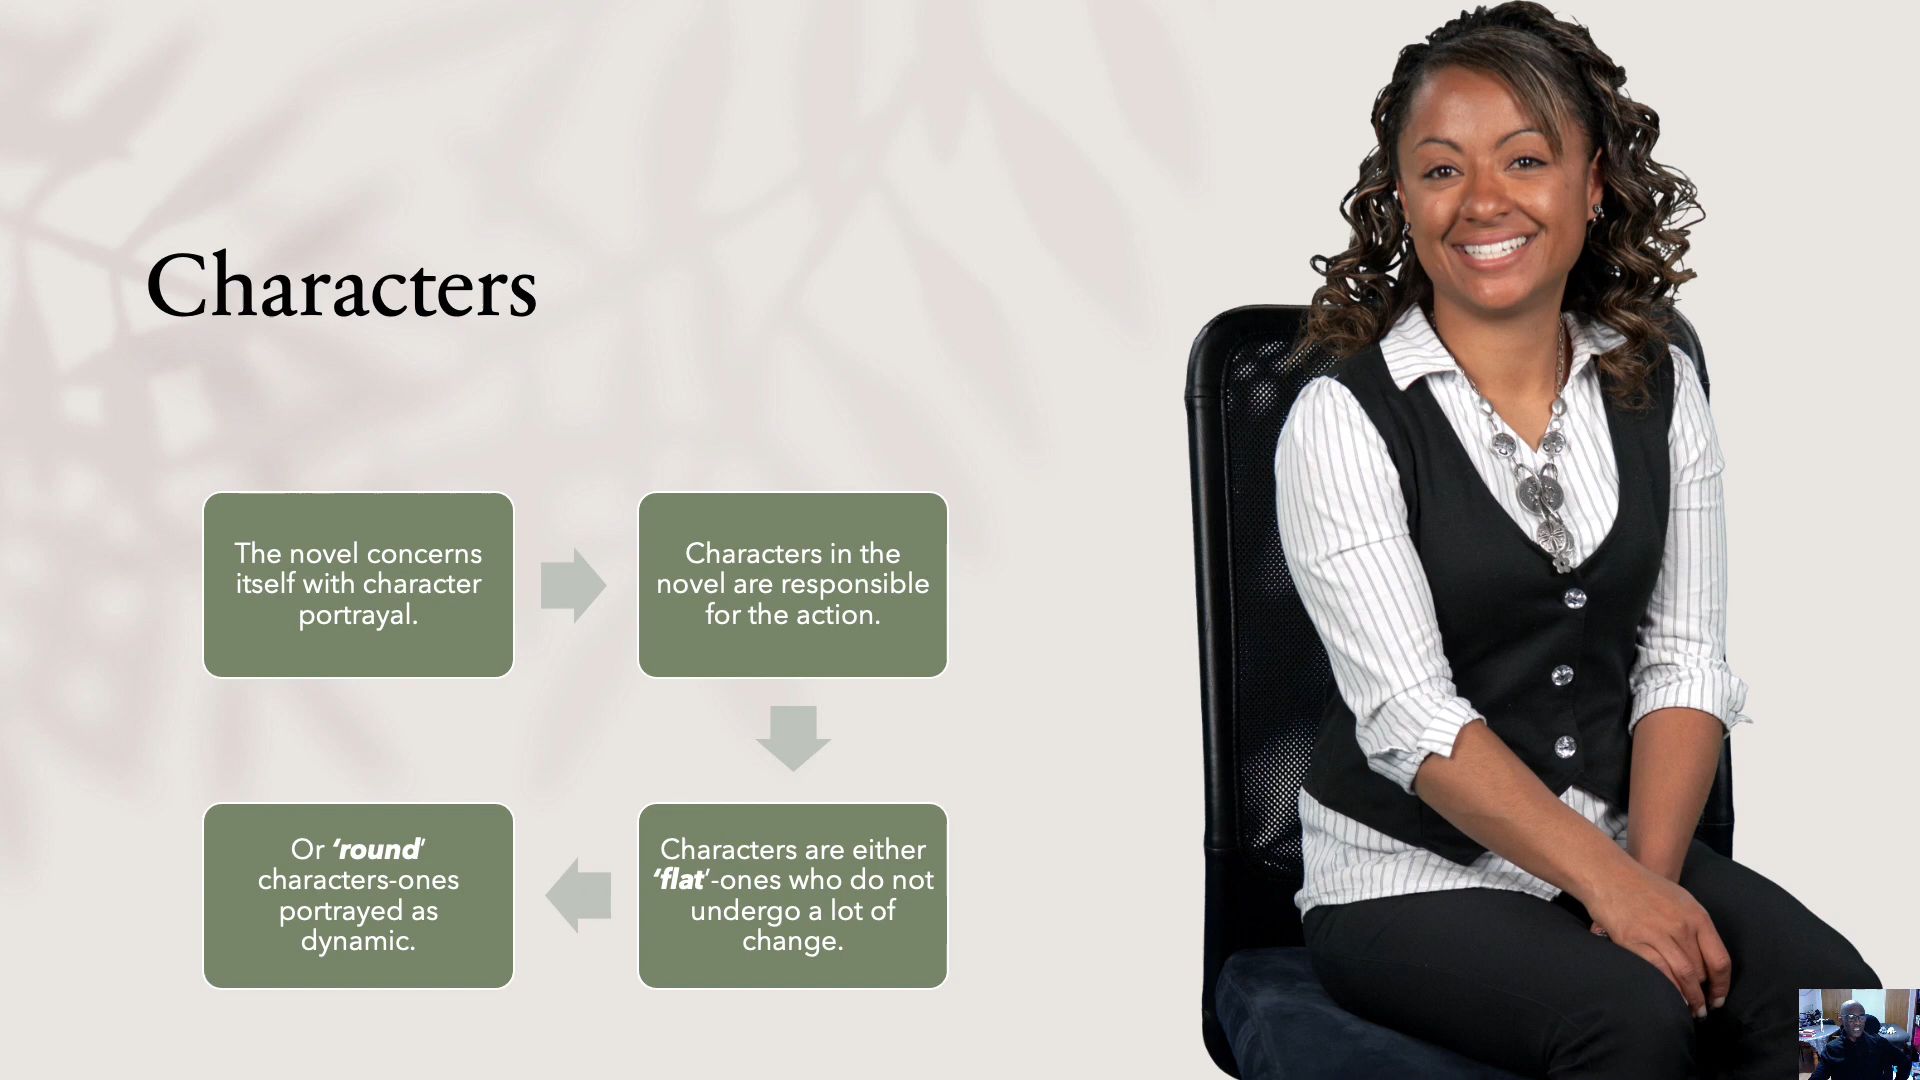 Characters
The novel concerns
itself with character
portrayal.
Characters in the
novel are responsible
for the action.
Characters are either
‘flat’-ones who do not
undergo a lot of
change.
Or ‘round’
characters-ones
portrayed as
dynamic.